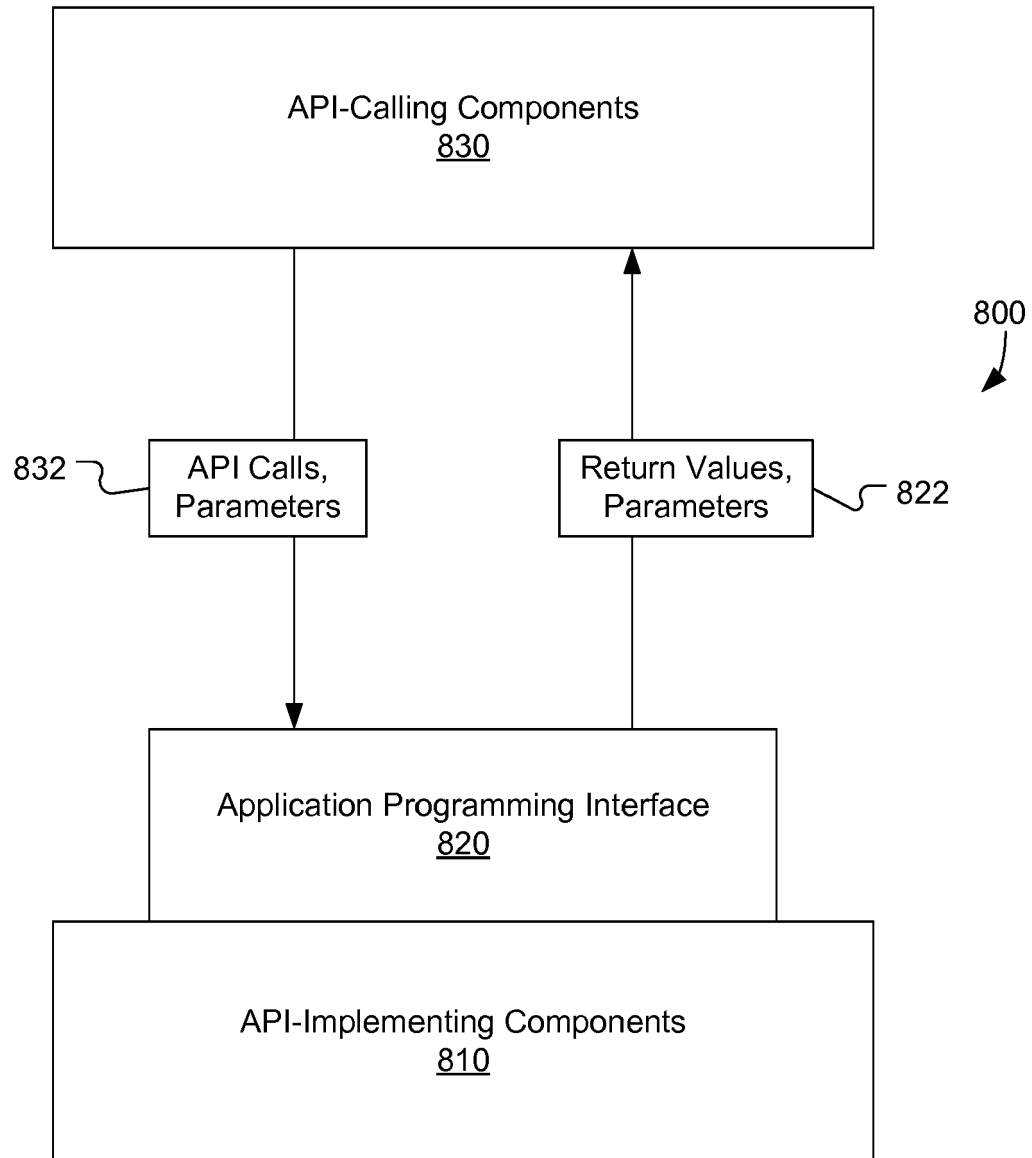 API-Calling Components
830
800
832
API Calls,
Parameters
Return Values,
Parameters
822
Application Programming Interface
820
API-Implementing Components
810